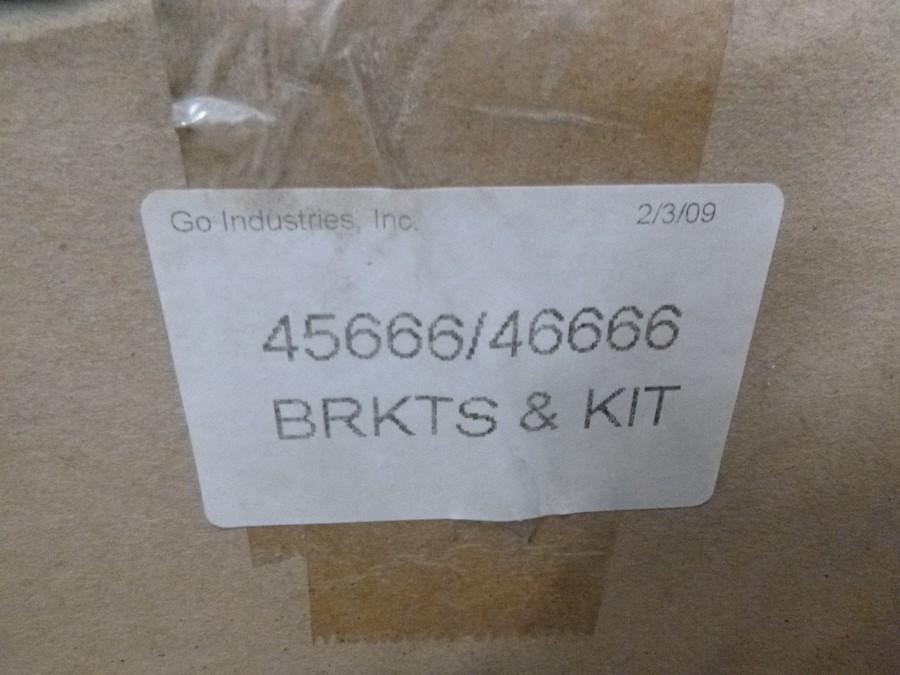 Go Industries, Inc. 2/3/09
45666/46666
BRKTS & KIT